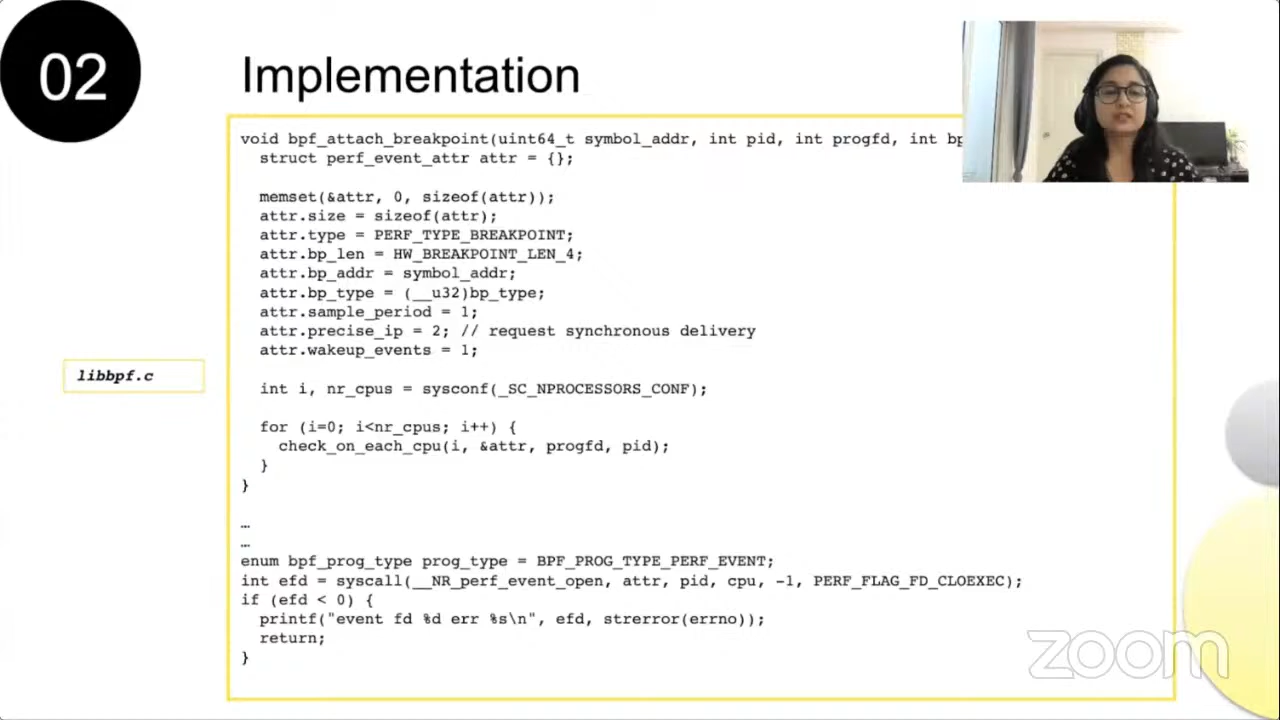 02
Implementation
void bpf_attach_breakpoint(uint64_t symbol_addr, int pid, int progfd, int bp
struct perf_event_attr attr = {};
memset(&attr, 0, sizeof(attr));
attr.size = sizeof(attr);
attr.type = PERF_TYPE_BREAKPOINT;
attr.bp_len = HW_BREAKPOINT_LEN_4;
attr.bp_addr = symbol_addr;
attr.bp_type = (__u32)bp_type;
attr.sample_period = 1;
attr.precise_ip = 2; // request synchronous delivery
attr.wakeup_events = 1;
libbpf.c
int i, nr_cpus = sysconf(_SC_NPROCESSORS_CONF);
for (i=0; i<nr_cpus; i++) {
check_on_each_cpu(i, &attr, progfd, pid);
}
}
…
…
enum bpf_prog_type prog_type = BPF_PROG_TYPE_PERF_EVENT;
int efd = syscall(__NR_perf_event_open, attr, pid, cpu, -1, PERF_FLAG_FD_CLOEXEC);
if (efd < 0) {
printf("event fd %d err %s\n", efd, strerror(errno));
return;
}
zoom